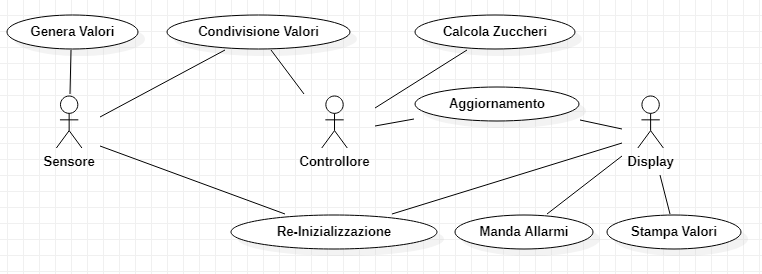 Genera Valori
Condivisione Valori
Calcola Zuccheri
Aggiornamento
Sensore
Controllore
Display
Re-Inizializzazione
Manda Allarmi
Stampa Valori